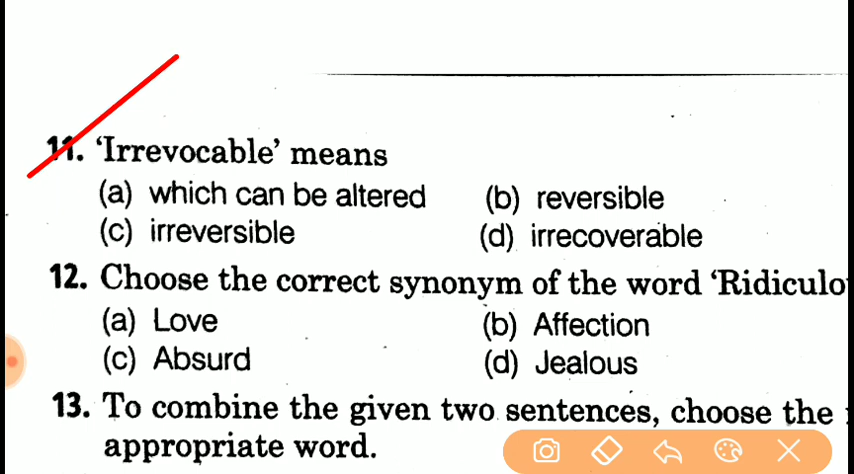 11. ‘Irrevocable’ means
(a) which can be altered (b) reversible
(c) irreversible (d) irrecoverable
12. Choose the correct synonym of the word ‘Ridiculo
(a) Love (b) Affection
(c) Absurd (d) Jealous
13. To combine the given two sentences, choose the
appropriate word.